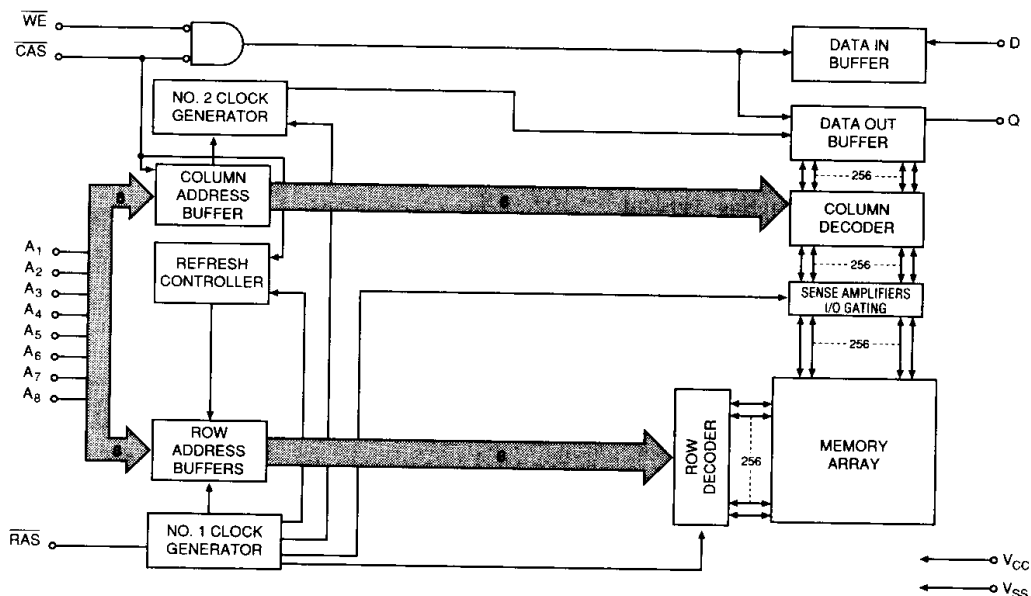 WE
CAS
NO. 2 CLOCK
GENERATOR
DATA IN
BUFFER
D
DATA OUT
BUFFER
Q
8
COLUMN
ADDRESS
BUFFER
8
256
COLUMN
DECODER
A1
A2
A3
A4
A5
A6
A7
A8
REFRESH
CONTROLLER
256
SENSE AMPLIFIERS
I/O GATING
256
8
ROW
ADDRESS
BUFFERS
8
ROW
DECODER
256
MEMORY
ARRAY
RAS
NO. 1 CLOCK
GENERATOR
VCC
VSS